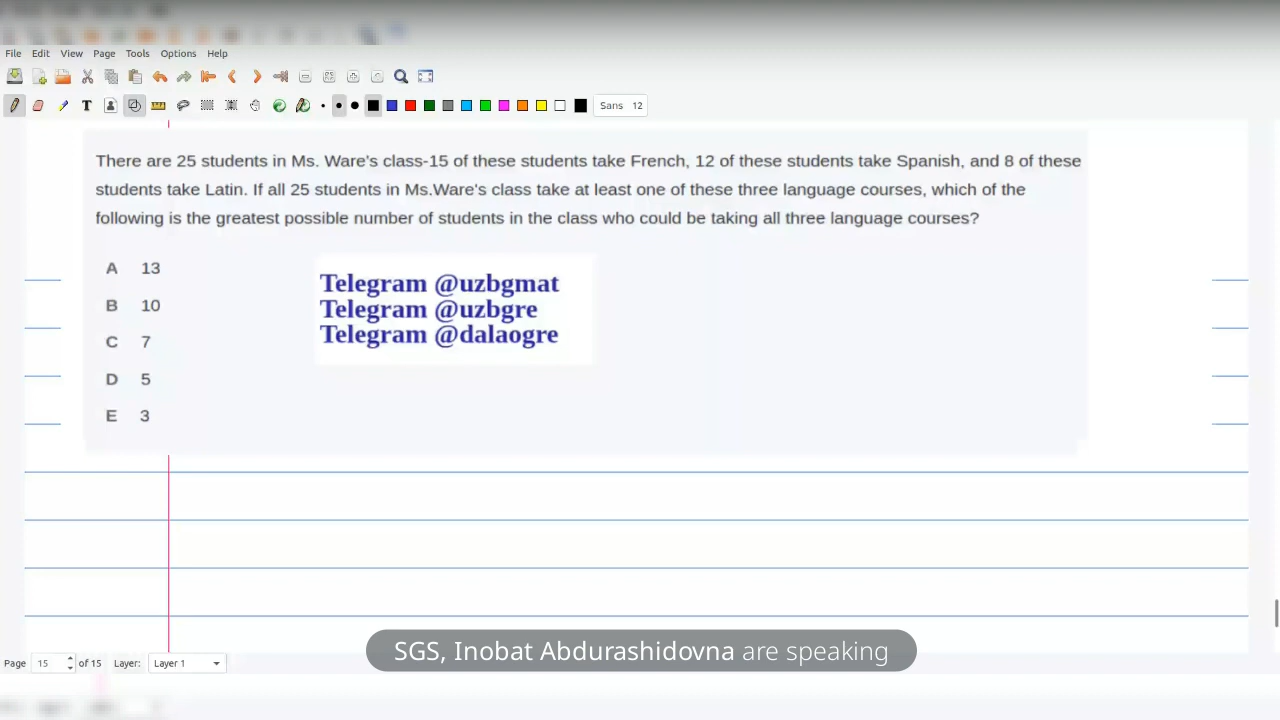 File Edit View Page Tools Options Help
T
Sans 12
There are 25 students in Ms. Ware's class-15 of these students take French, 12 of these students take Spanish, and 8 of these
students take Latin. If all 25 students in Ms.Ware's class take at least one of these three language courses, which of the
following is the greatest possible number of students in the class who could be taking all three language courses?
A 13
B 10
C 7
D 5
E 3
Telegram @uzbgmat
Telegram @uzbgre
Telegram @dalaogre
SGS, Inobat Abdurashidovna are speaking
Page 15 of 15 Layer: Layer 1